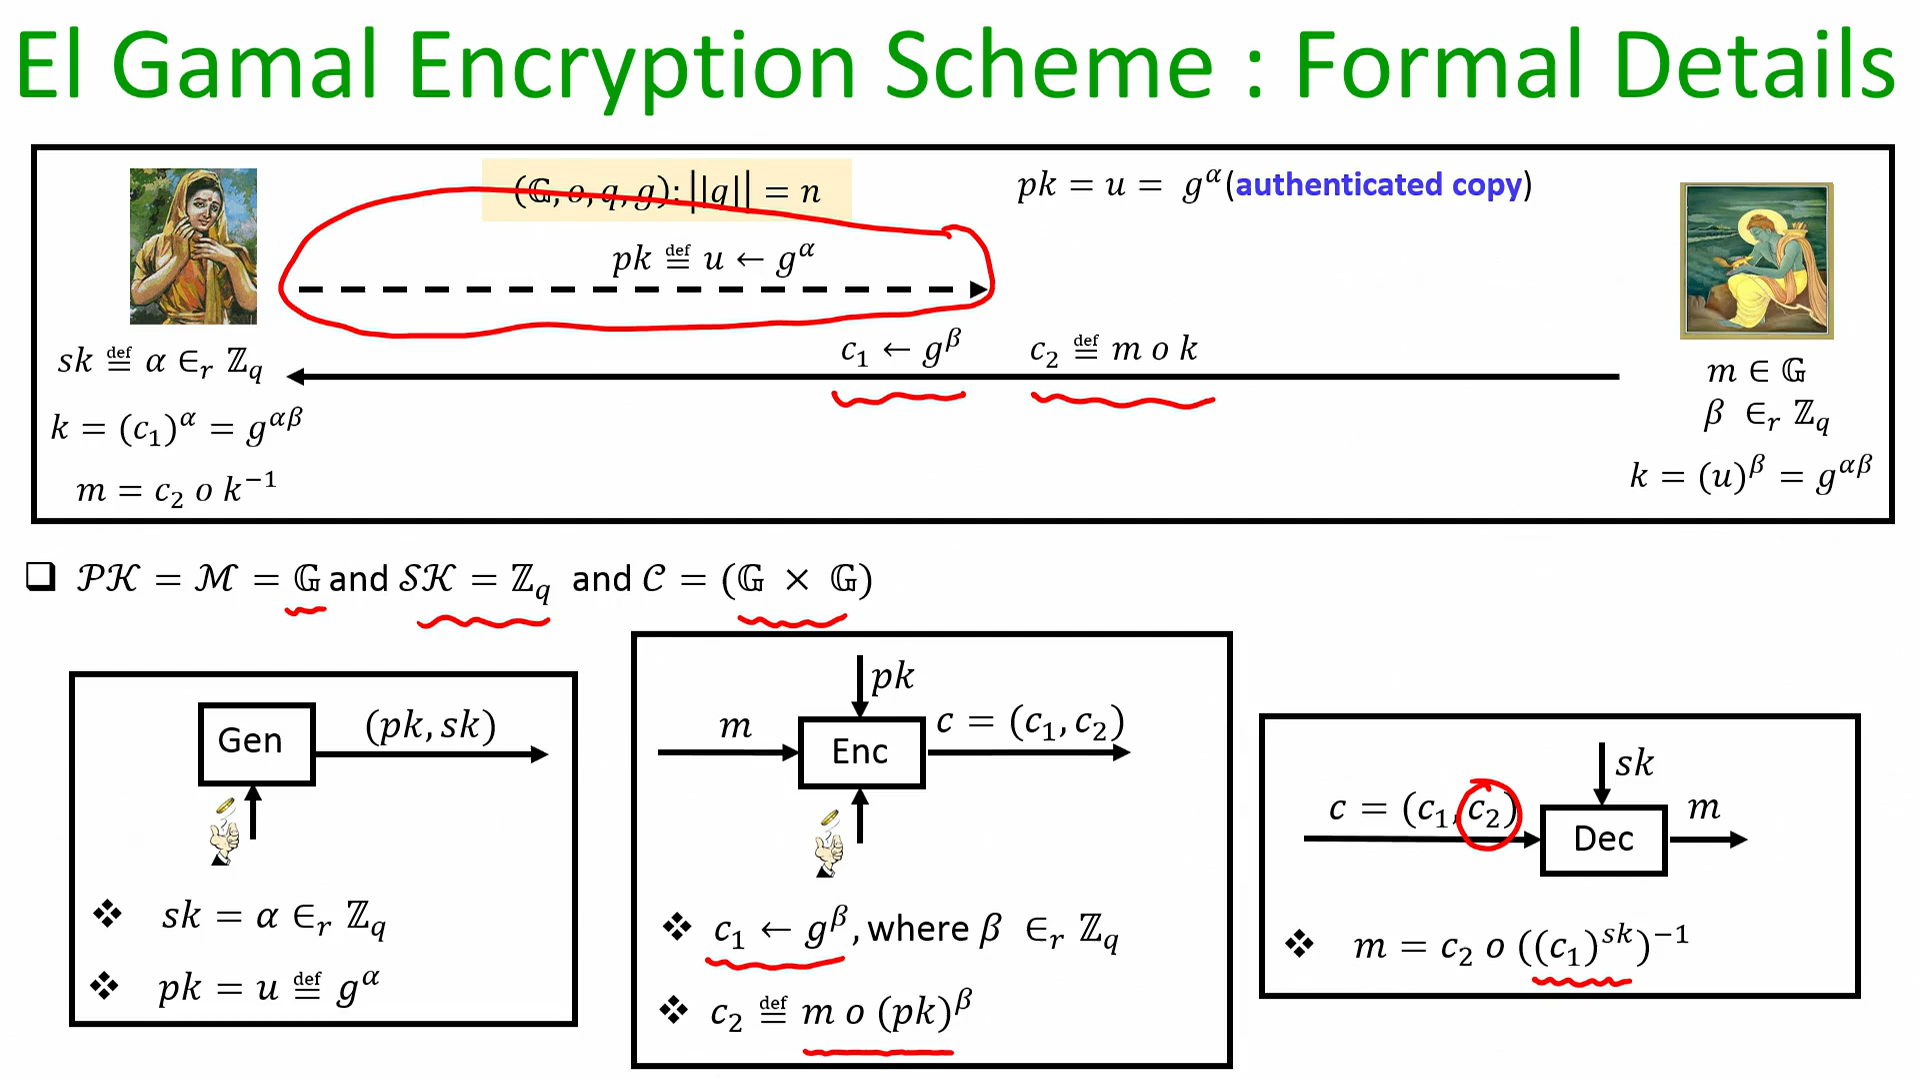 El Gamal Encryption Scheme : Formal Details
(𝔾, o, q, g): ||q|| = n
pk = u = g^α (authenticated copy)
pk ≝ u ← g^α
c₁ ← g^β c₂ ≝ m o k
sk ≝ α ∈ᵣ ℤ_q
m ∈ 𝔾
β ∈ᵣ ℤ_q
k = (c₁)^α = g^{αβ}
k = (u)^β = g^{αβ}
m = c₂ o k⁻¹
❑ 𝒫𝒦 = ℳ = 𝔾 and 𝒮𝒦 = ℤ_q and 𝒞 = (𝔾 × 𝔾)
Gen
(pk, sk)
❖ sk = α ∈ᵣ ℤ_q
❖ pk = u ≝ g^α
pk
m
Enc
c = (c₁, c₂)
❖ c₁ ← g^β, where β ∈ᵣ ℤ_q
❖ c₂ ≝ m o (pk)^β
sk
c = (c₁, c₂)
Dec
m
❖ m = c₂ o ((c₁)^{sk})⁻¹